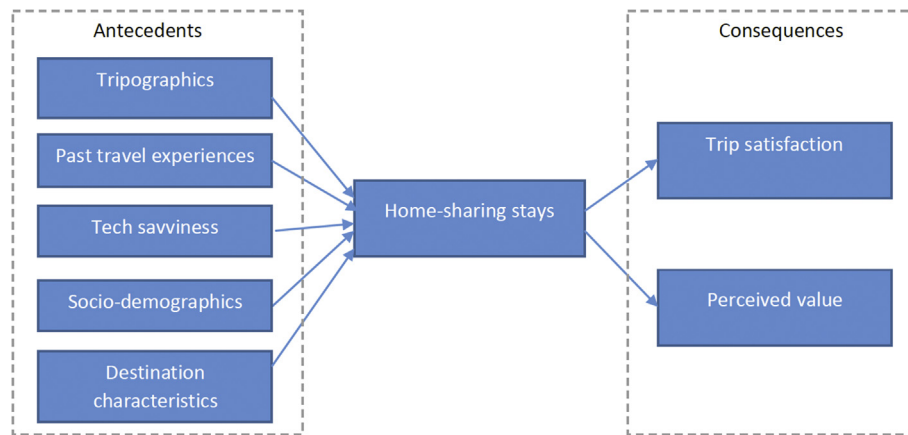 Antecedents
Tripographics
Past travel experiences
Tech savviness
Socio-demographics
Destination
characteristics
Home-sharing stays
Consequences
Trip satisfaction
Perceived value